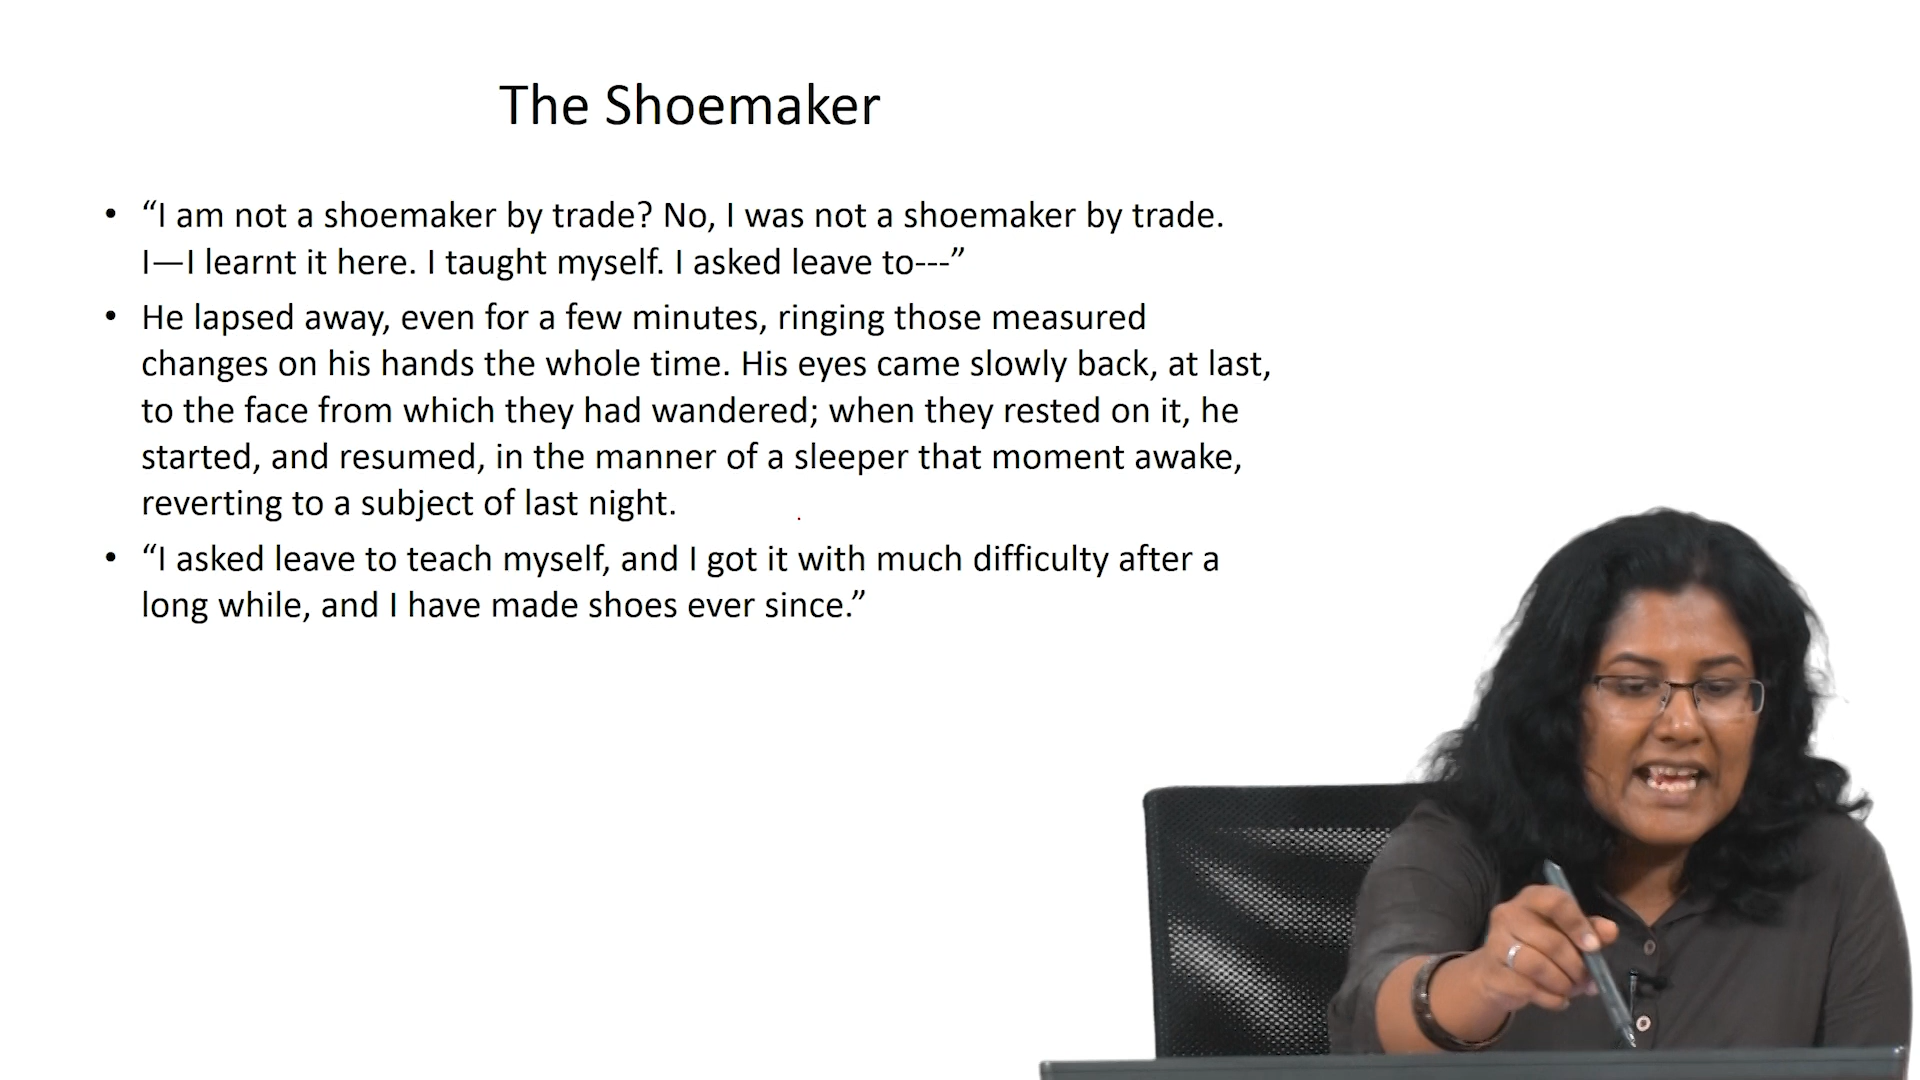 The Shoemaker
• “I am not a shoemaker by trade? No, I was not a shoemaker by trade.
I—I learnt it here. I taught myself. I asked leave to---”
• He lapsed away, even for a few minutes, ringing those measured
changes on his hands the whole time. His eyes came slowly back, at last,
to the face from which they had wandered; when they rested on it, he
started, and resumed, in the manner of a sleeper that moment awake,
reverting to a subject of last night.
• “I asked leave to teach myself, and I got it with much difficulty after a
long while, and I have made shoes ever since.”